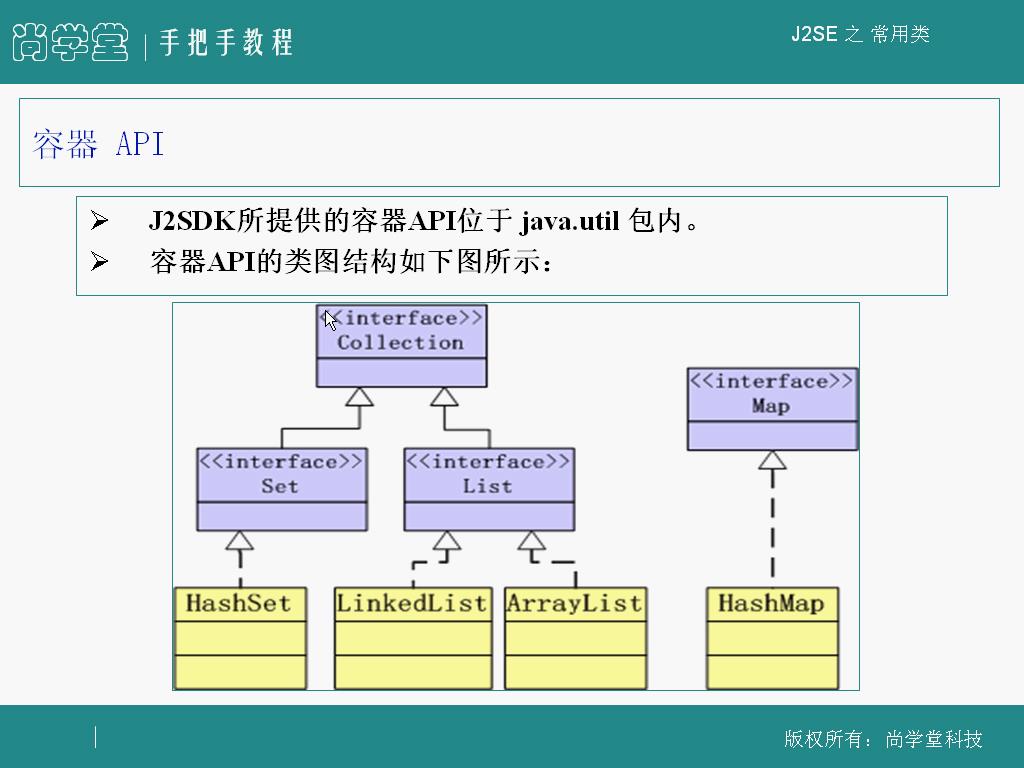 尚学堂 手把手教程
J2SE 之 常用类
容器 API
J2SDK所提供的容器API位于 java.util 包内。
容器API的类图结构如下图所示：
<<interface>>
Collection
<<interface>>
Map
<<interface>>
Set
<<interface>>
List
HashSet
LinkedList
ArrayList
HashMap
版权所有：尚学堂科技